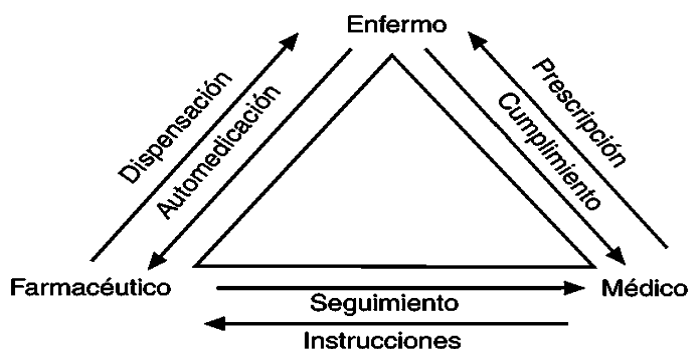 Enfermo
Dispensación
Automedicación
Cumplimiento
Prescripción
Farmacéutico
Médico
Seguimiento
Instrucciones